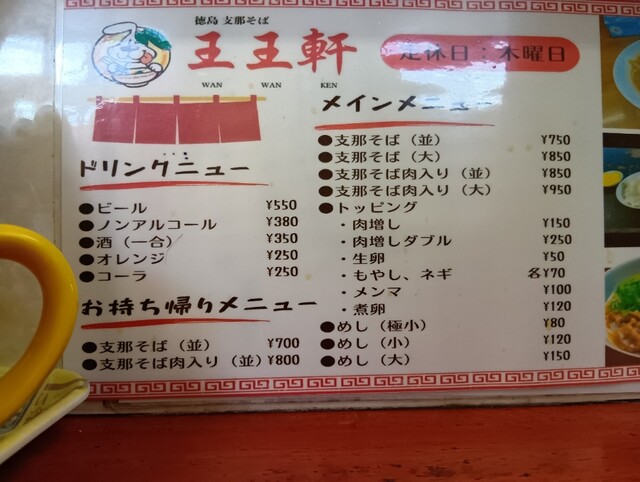 徳島 支那そば
王王軒
WAN WAN KEN
定休日：木曜日
メインメニュー
●支那そば（並） ¥750
●支那そば（大） ¥850
●支那そば肉入り（並） ¥850
●支那そば肉入り（大） ¥950
●トッピング
・肉増し ¥150
・肉増しダブル ¥250
・生卵 ¥50
・もやし、ネギ 各¥70
・メンマ ¥100
・煮卵 ¥120
●めし（極小） ¥80
●めし（小） ¥120
●めし（大） ¥150
ドリンクメニュー
●ビール ¥550
●ノンアルコール ¥380
●酒（一合） ¥350
●オレンジ ¥250
●コーラ ¥250
お持ち帰りメニュー
●支那そば（並） ¥700
●支那そば肉入り（並）¥800